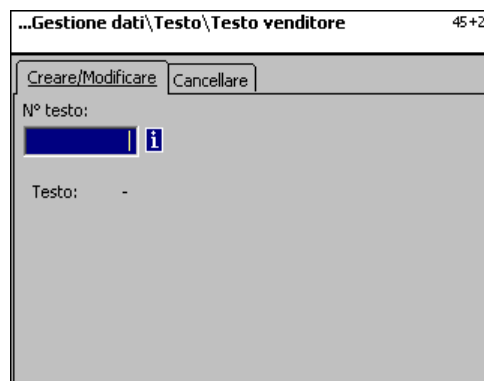 ...Gestione dati\Testo\Testo venditore 45+2
Creare/Modificare Cancellare
N° testo:
i
Testo: -